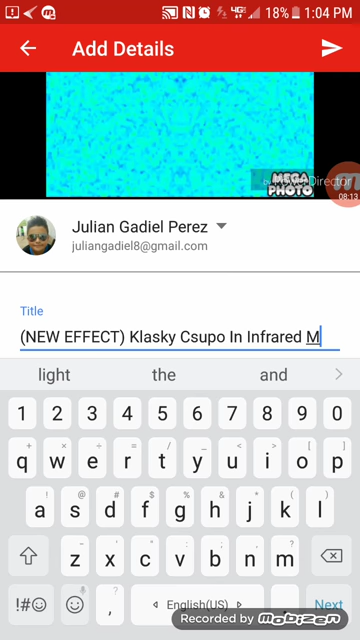 4G 18% 1:04 PM
Add Details
MEGA
PHOTO
by
Director
08:13
Julian Gadiel Perez
juliangadiel8@gmail.com
Title
(NEW EFFECT) Klasky Csupo In Infrared M
light the and
1 2 3 4 5 6 7 8 9 0
+ × ÷ = / _ < > [ ]
q w e r t y u i o p
! @ # $ % ^ & * ( )
a s d f g h j k l
- ' " : ; , ?
z x c v b n m
!#☺ , English(US) . Next
Recorded by Mobizen